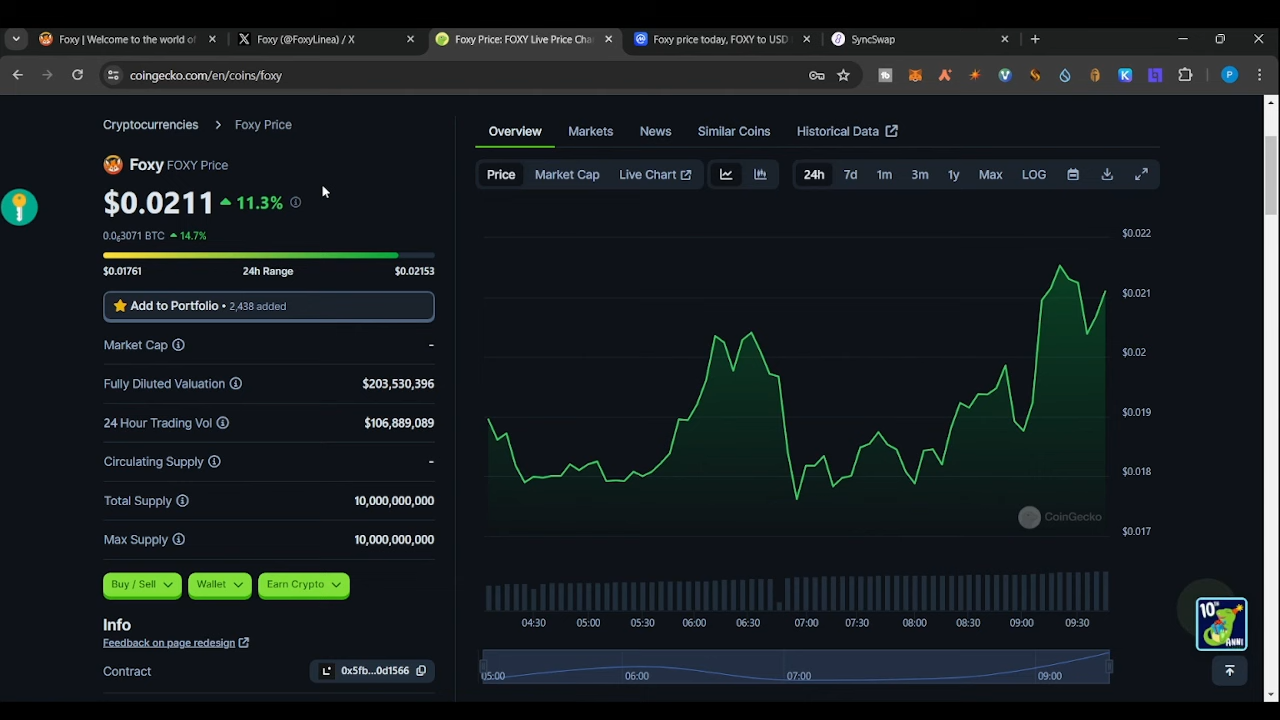 Foxy | Welcome to the world of
Foxy (@FoxyLinea) / X
Foxy Price: FOXY Live Price Cha
Foxy price today, FOXY to USD
SyncSwap
coingecko.com/en/coins/foxy
Cryptocurrencies > Foxy Price
Foxy FOXY Price
$0.0211 11.3%
0.0₆3071 BTC 14.7%
$0.01761 24h Range $0.02153
Add to Portfolio • 2,438 added
Market Cap -
Fully Diluted Valuation $203,530,396
24 Hour Trading Vol $106,889,089
Circulating Supply -
Total Supply 10,000,000,000
Max Supply 10,000,000,000
Buy / Sell Wallet Earn Crypto
Info
Feedback on page redesign
Contract 0x5fb...0d1566
Overview Markets News Similar Coins Historical Data
Price Market Cap Live Chart 24h 7d 1m 3m 1y Max LOG
$0.022
$0.021
$0.02
$0.019
$0.018
$0.017
CoinGecko
04:30 05:00 05:30 06:00 06:30 07:00 07:30 08:00 08:30 09:00 09:30
05:00 06:00 07:00 09:00
10th
ANNI
P